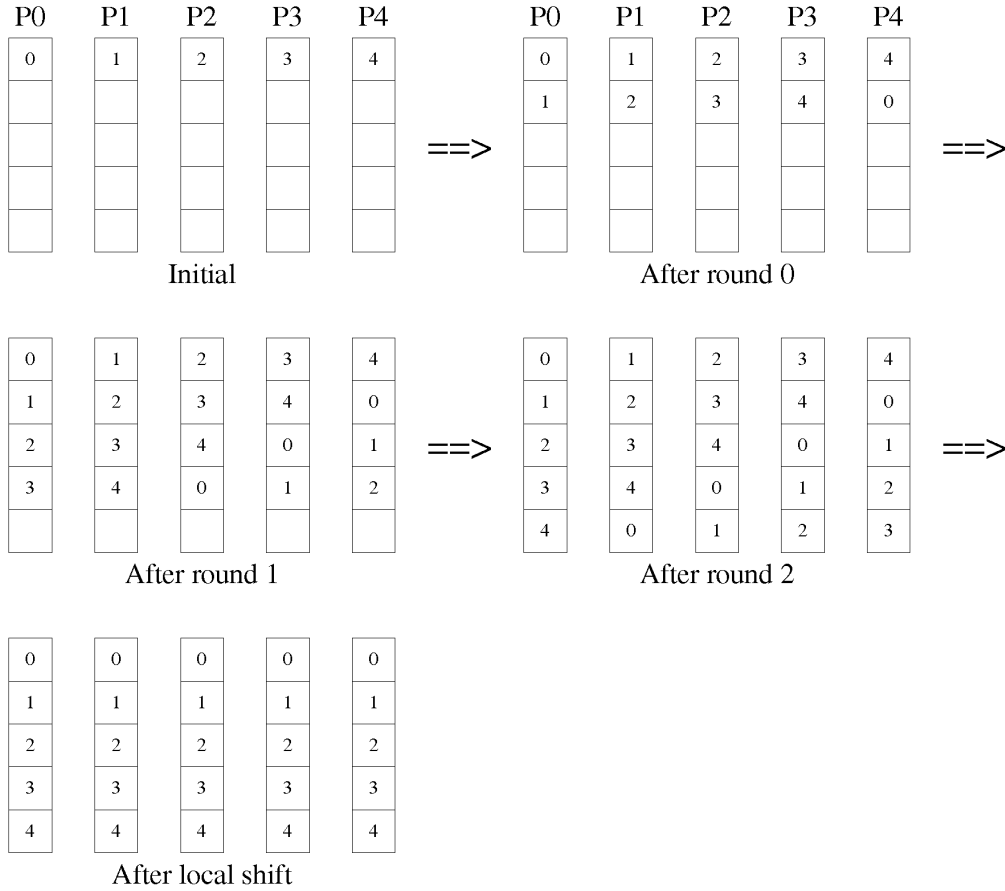 P0 P1 P2 P3 P4 P0 P1 P2 P3 P4
0 1 2 3 4 0 1 2 3 4
1 2 3 4 0
==> ==>
Initial After round 0
0 1 2 3 4 0 1 2 3 4
1 2 3 4 0 1 2 3 4 0
2 3 4 0 1 ==> 2 3 4 0 1 ==>
3 4 0 1 2 3 4 0 1 2
4 0 1 2 3
After round 1 After round 2
0 0 0 0 0
1 1 1 1 1
2 2 2 2 2
3 3 3 3 3
4 4 4 4 4
After local shift